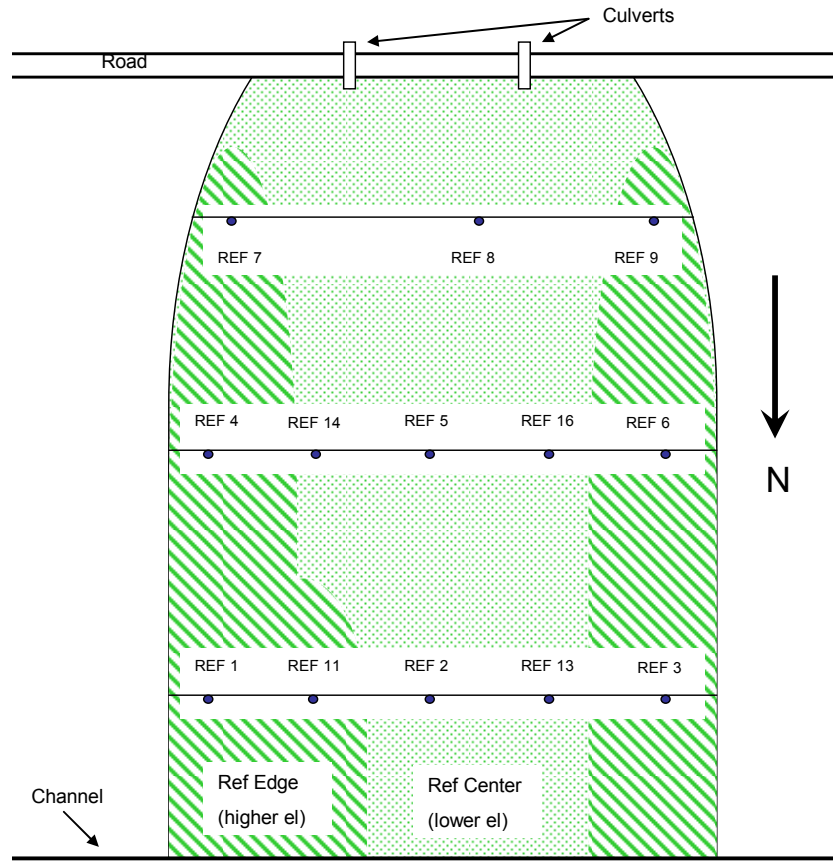 Culverts
Road
REF 7
REF 8
REF 9
REF 4
REF 14
REF 5
REF 16
REF 6
N
REF 1
REF 11
REF 2
REF 13
REF 3
Ref Edge
(higher el)
Ref Center
(lower el)
Channel